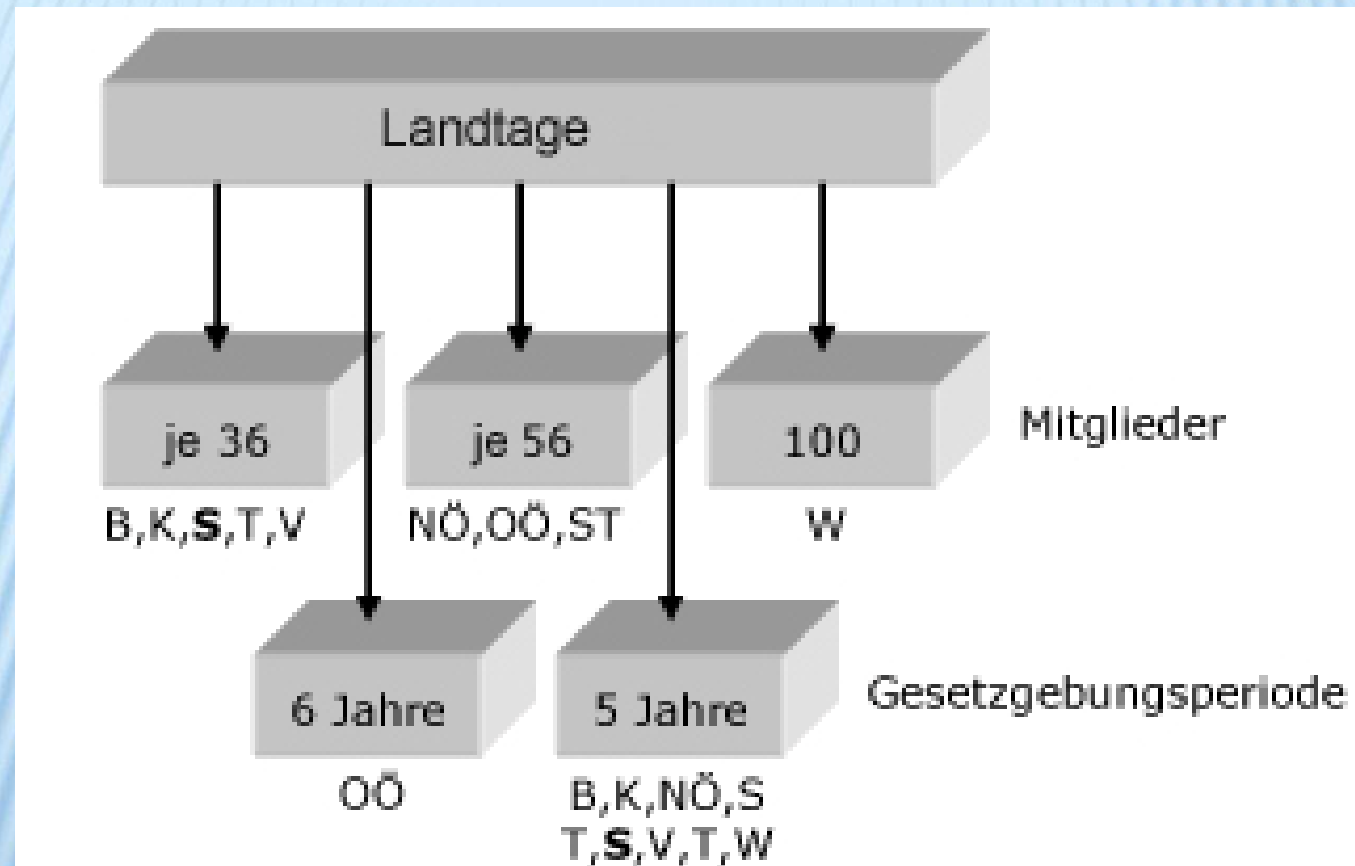 Landtage
je 36
je 56
100
Mitglieder
B,K,S,T,V
NÖ,OÖ,ST
W
6 Jahre
5 Jahre
Gesetzgebungsperiode
OÖ
B,K,NÖ,S
T,S,V,T,W